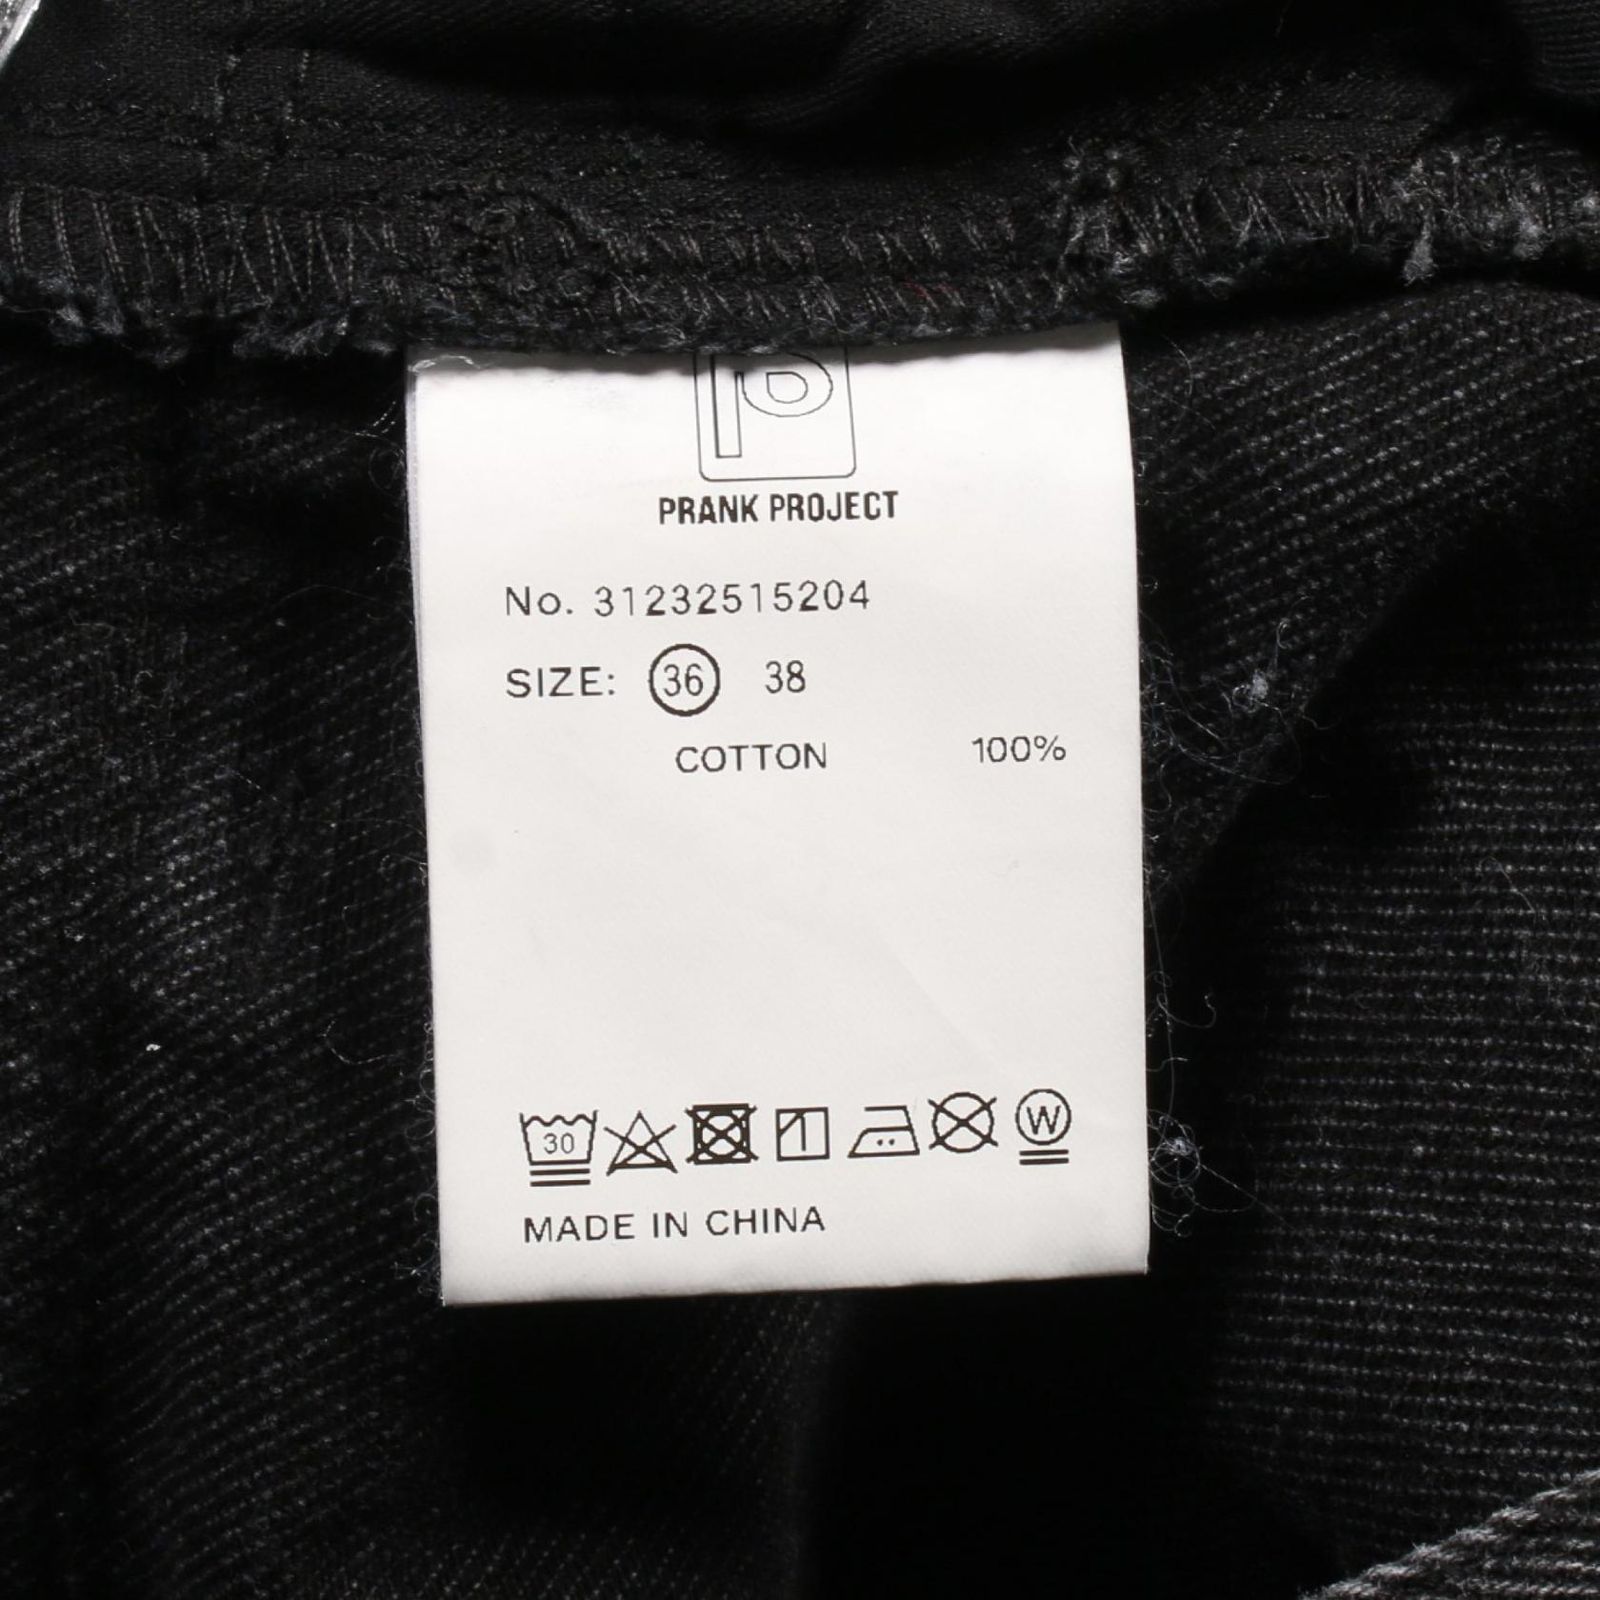 PRANK PROJECT
No. 31232515204
SIZE: 36 38
COTTON 100%
30 W
MADE IN CHINA